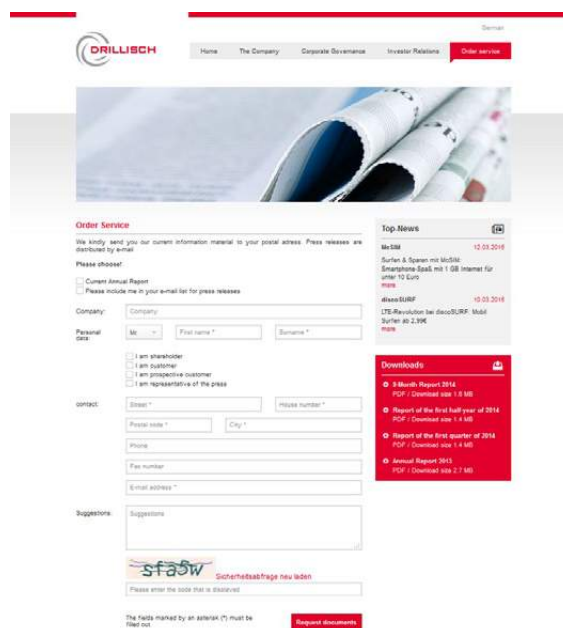 German
DRILLISCH
Home The Company Corporate Governance Investor Relations Order service
Order Service
We kindly send you our current information material to your postal adress. Press releases are
distributed by e-mail
Please choose!
Current Annual Report
Please include me in your e-mail list for press releases
Company: Company
Personal
data: Mr. First name * Surname *
I am shareholder
I am customer
I am prospective customer
I am representative of the press
contact: Street * House number *
Postal code * City *
Phone
Fax number
E-mail address *
Suggestions: Suggestions
Sicherheitsabfrage neu laden
Please enter the code that is displayed
The fields marked by an asterisk (*) must be
filled out
Request documents
Top-News
McSIM 12.03.2015
Surfen & Sparen mit McSIM:
Smartphone-Spaß mit 1 GB Internet für
unter 10 Euro
more
discoSURF 10.03.2015
LTE-Revolution bei discoSURF: Mobil
Surfen ab 2,99€
more
Downloads
9-Month Report 2014
PDF / Download size 1.6 MB
Report of the first half year of 2014
PDF / Download size 1.4 MB
Report of the first quarter of 2014
PDF / Download size 1.4 MB
Annual Report 2013
PDF / Download size 2.7 MB